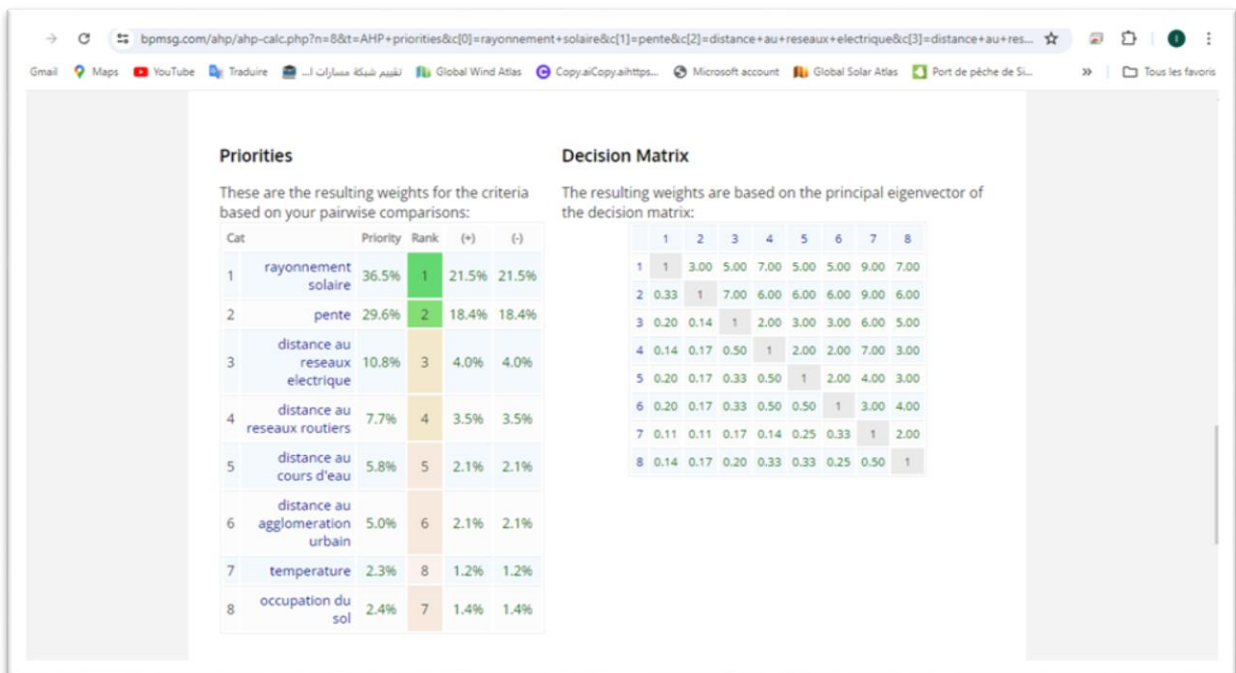 bpmsg.com/ahp/ahp-calc.php?n=8&t=AHP+priorities&c[0]=rayonnement+solaire&c[1]=pente&c[2]=distance+au+reseaux+electrique&c[3]=distance+au+res...
Gmail Maps YouTube Traduire تقييم شبكة مسارات ا... Global Wind Atlas Copy.aiCopy.aihttps... Microsoft account Global Solar Atlas Port de pêche de Si... » Tous les favoris
Priorities
These are the resulting weights for the criteria
based on your pairwise comparisons:
Cat Priority Rank (+) (-)
1 rayonnement
solaire 36.5% 1 21.5% 21.5%
2 pente 29.6% 2 18.4% 18.4%
3 distance au
reseaux
electrique 10.8% 3 4.0% 4.0%
4 distance au
reseaux routiers 7.7% 4 3.5% 3.5%
5 distance au
cours d'eau 5.8% 5 2.1% 2.1%
6 distance au
agglomeration
urbain 5.0% 6 2.1% 2.1%
7 temperature 2.3% 8 1.2% 1.2%
8 occupation du
sol 2.4% 7 1.4% 1.4%
Decision Matrix
The resulting weights are based on the principal eigenvector of
the decision matrix:
1 2 3 4 5 6 7 8
1 1 3.00 5.00 7.00 5.00 5.00 9.00 7.00
2 0.33 1 7.00 6.00 6.00 6.00 9.00 6.00
3 0.20 0.14 1 2.00 3.00 3.00 6.00 5.00
4 0.14 0.17 0.50 1 2.00 2.00 7.00 3.00
5 0.20 0.17 0.33 0.50 1 2.00 4.00 3.00
6 0.20 0.17 0.33 0.50 0.50 1 3.00 4.00
7 0.11 0.11 0.17 0.14 0.25 0.33 1 2.00
8 0.14 0.17 0.20 0.33 0.33 0.25 0.50 1